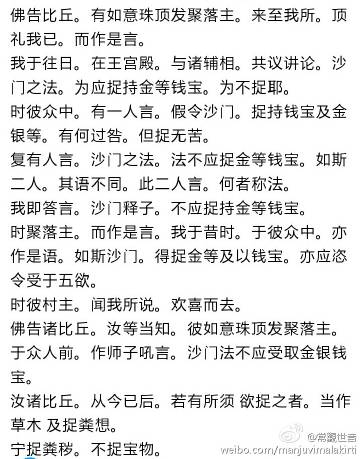 佛告比丘。有如意珠顶发聚落主。来至我所。顶
礼我已。而作是言。
我于往日。在王宫殿。与诸辅相。共议讲论。沙
门之法。为应捉持金等钱宝。为不捉耶。
时彼众中。有一人言。假令沙门。捉持钱宝及金
银等。有何过咎。但捉无苦。
复有人言。沙门之法。法不应捉金等钱宝。如斯
二人。其语不同。此二人言。何者称法。
我即答言。沙门释子。不应捉持金等钱宝。
时聚落主。而作是言。我于昔时。于彼众中。亦
作是语。如斯沙门。得捉金等及以钱宝。亦应恣
令受于五欲。
时彼村主。闻我所说。欢喜而去。
佛告诸比丘。汝等当知。彼如意珠顶发聚落主。
于众人前。作师子吼言。沙门法不应受取金银钱
宝。
汝诸比丘。从今已后。若有所须 欲捉之者。当作
草木 及捉粪想。
宁捉粪秽。不捉宝物。
@常觀世音
weibo.com/manjuvimalakirti